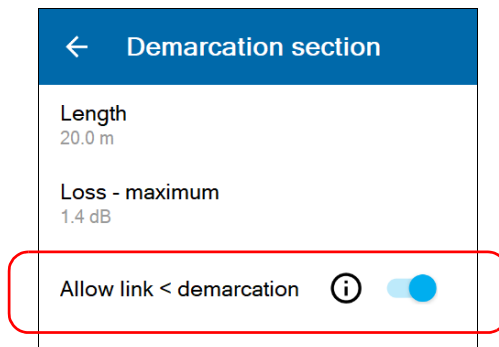 Demarcation section
Length
20.0 m
Loss - maximum
1.4 dB
Allow link < demarcation